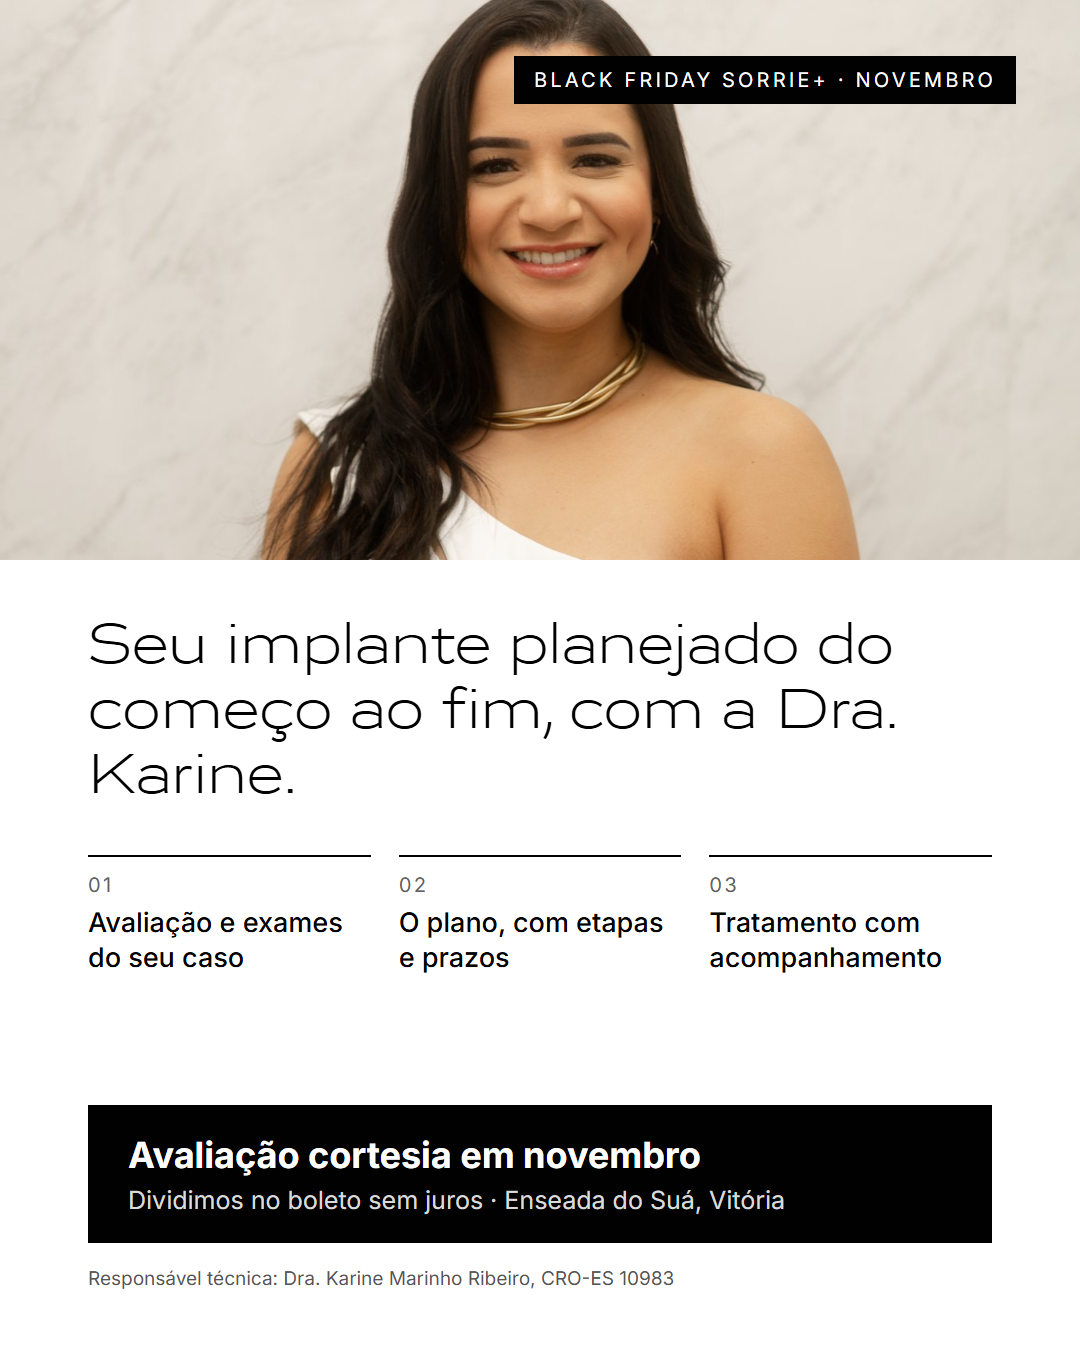 BLACK FRIDAY SORRIE+ · NOVEMBRO
Seu implante planejado do
começo ao fim, com a Dra.
Karine.
01
Avaliação e exames
do seu caso
02
O plano, com etapas
e prazos
03
Tratamento com
acompanhamento
Avaliação cortesia em novembro
Dividimos no boleto sem juros · Enseada do Suá, Vitória
Responsável técnica: Dra. Karine Marinho Ribeiro, CRO-ES 10983